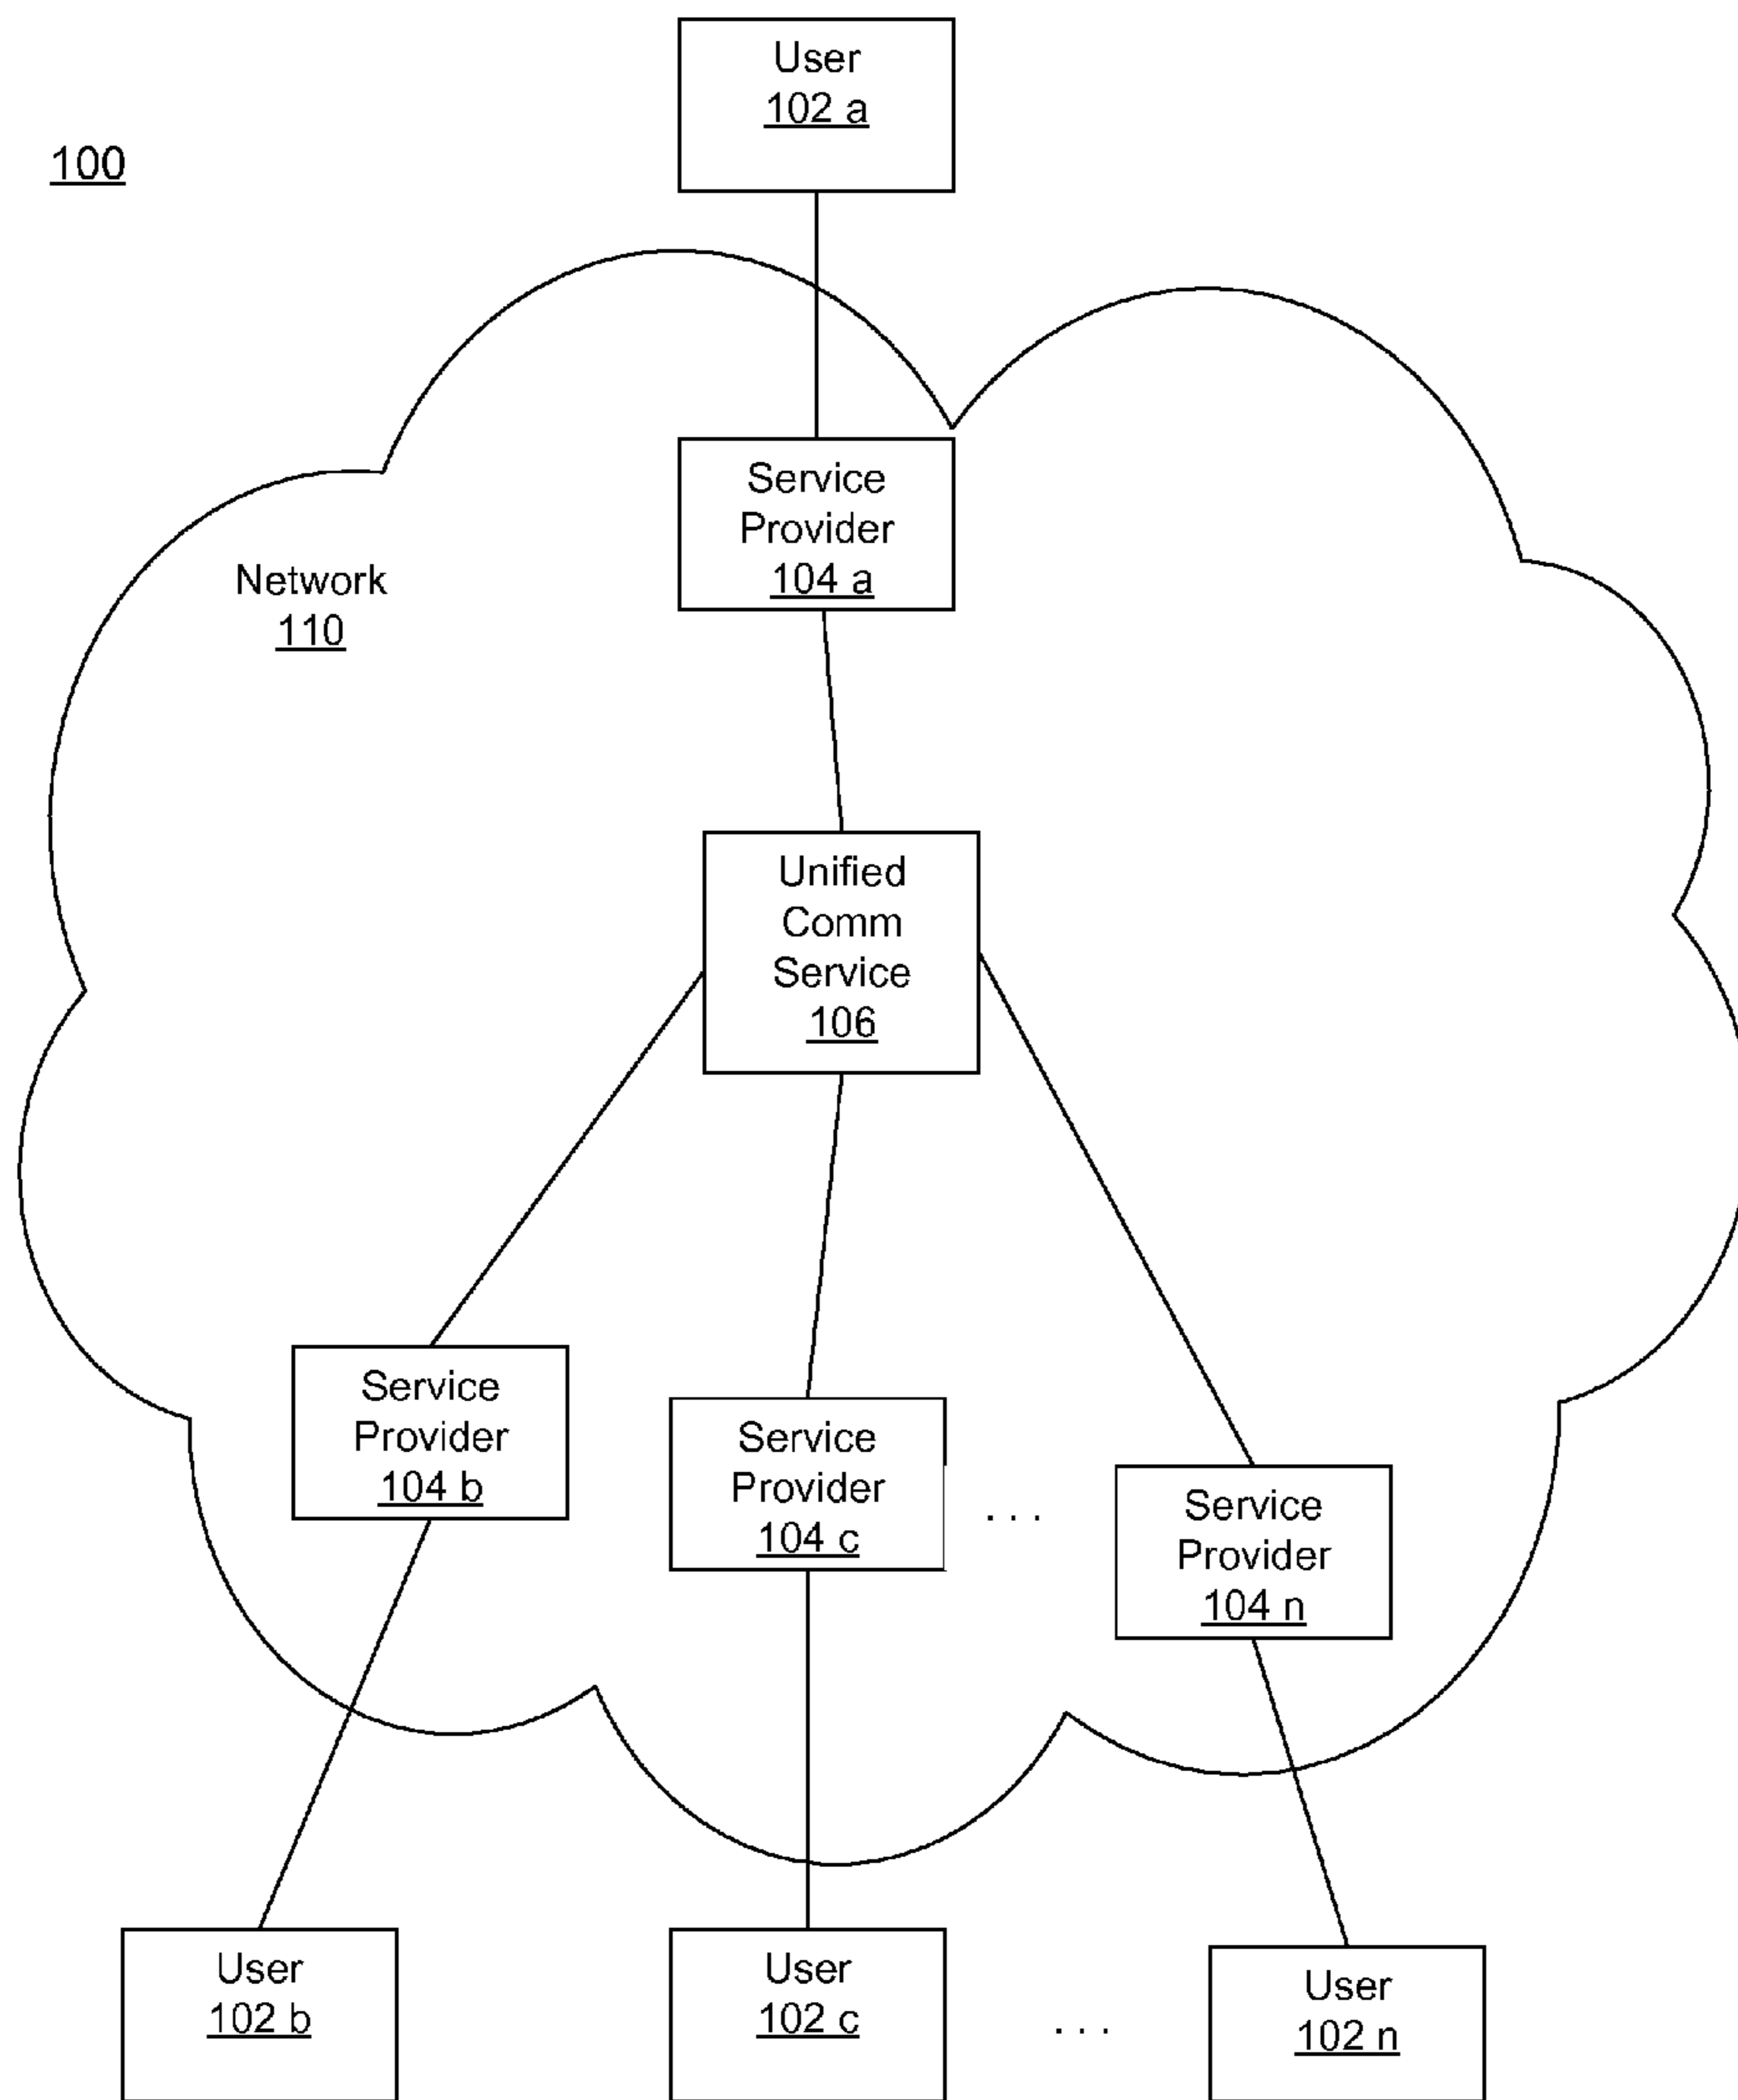 User
102 a
100
Service
Provider
104 a
Network
110
Unified
Comm
Service
106
Service
Provider
104 b
Service
Provider
104 c
. . .
Service
Provider
104 n
User
102 b
User
102 c
. . .
User
102 n